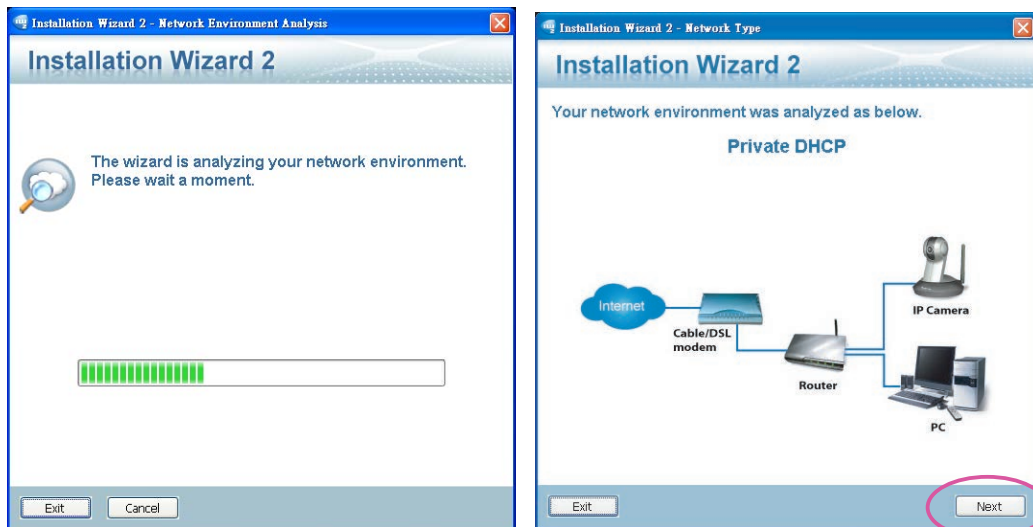 Installation Wizard 2 - Network Environment Analysis
Installation Wizard 2
The wizard is analyzing your network environment.
Please wait a moment.
Exit
Cancel
Installation Wizard 2 - Network Type
Installation Wizard 2
Your network environment was analyzed as below.
Private DHCP
Internet
Cable/DSL
modem
Router
IP Camera
PC
Exit
Next